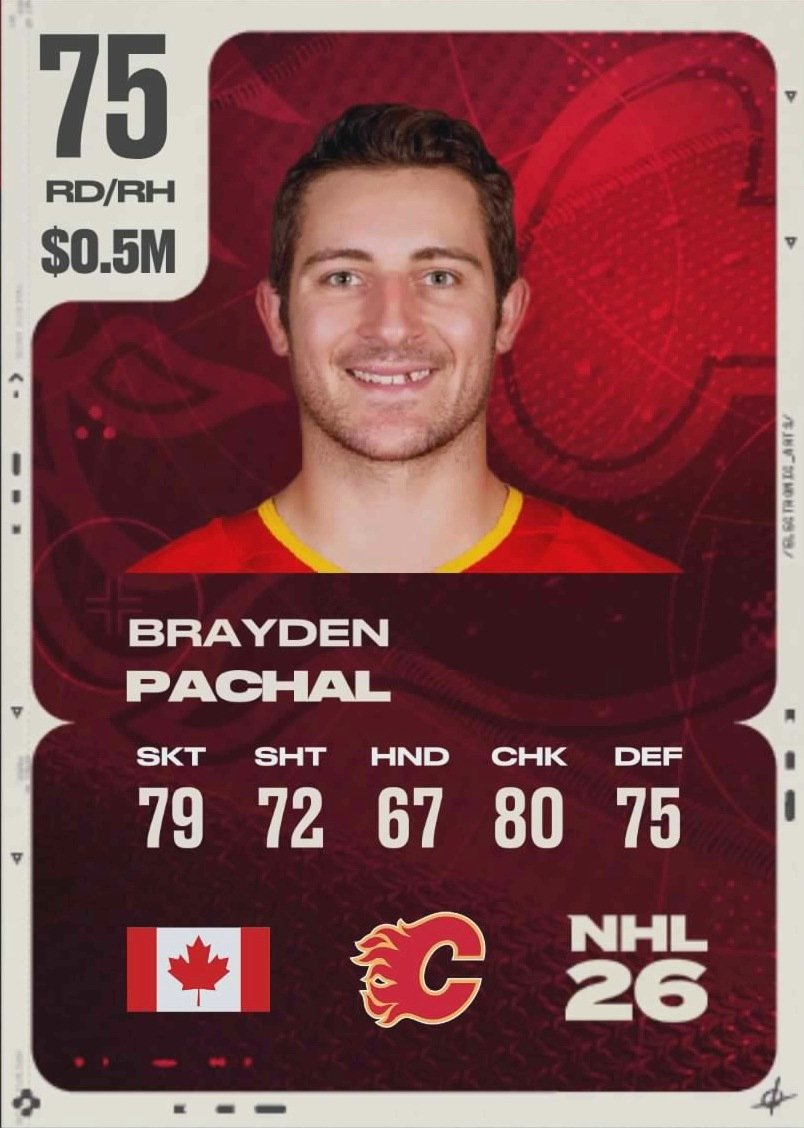 75
RD/RH
$0.5M
BRAYDEN
PACHAL
SKT SHT HND CHK DEF
79 72 67 80 75
C
NHL
26